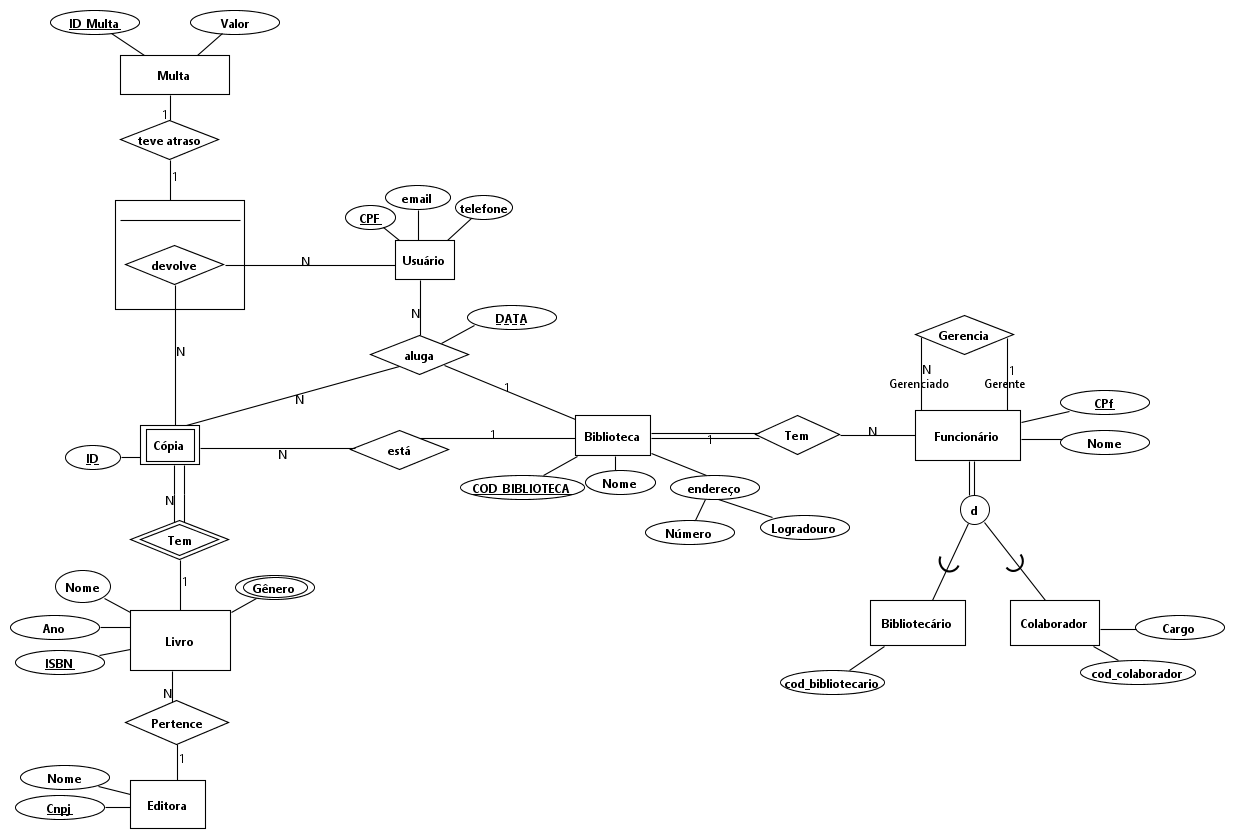 ID_Multa
Valor
Multa
1
teve atraso
1
devolve
N
CPF
email
telefone
Usuário
N
DATA
aluga
N
1
N
Gerencia
N
Gerenciado
1
Gerente
CPf
Nome
Funcionário
ID
Cópia
N
está
1
Biblioteca
1
Tem
N
COD_BIBLIOTECA
Nome
endereço
Número
Logradouro
d
N
Tem
1
Nome
Gênero
Ano
Livro
ISBN
Bibliotecário
cod_bibliotecario
Colaborador
Cargo
cod_colaborador
N
Pertence
1
Nome
Cnpj
Editora